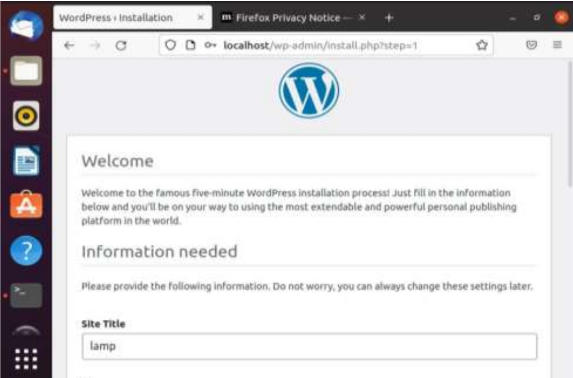 WordPress › Installation
Firefox Privacy Notice —
localhost/wp-admin/install.php?step=1
Welcome
Welcome to the famous five-minute WordPress installation process! Just fill in the information
below and you'll be on your way to using the most extendable and powerful personal publishing
platform in the world.
Information needed
Please provide the following information. Do not worry, you can always change these settings later.
Site Title
lamp